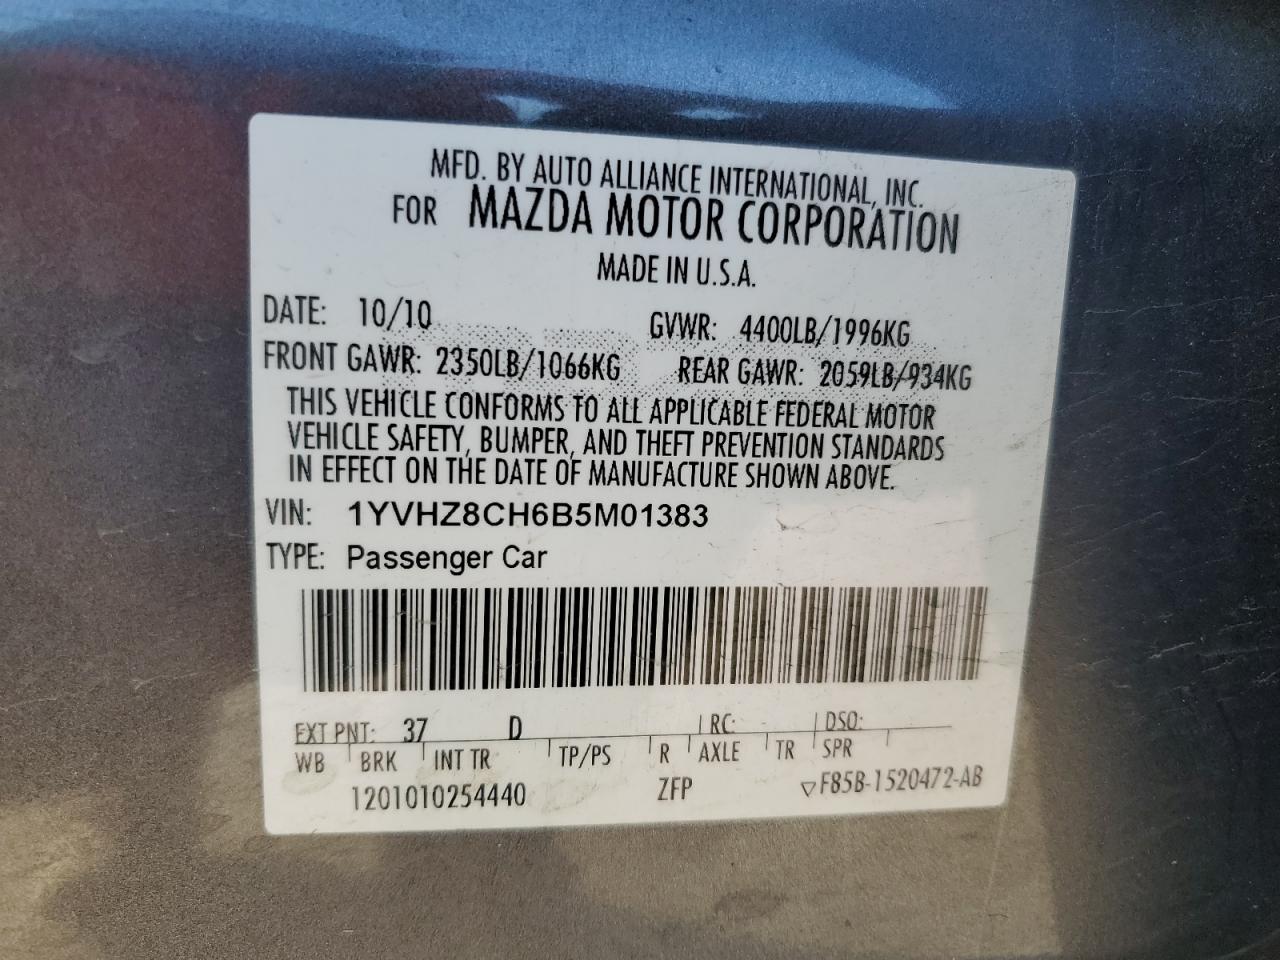 MFD. BY AUTO ALLIANCE INTERNATIONAL, INC.
FOR MAZDA MOTOR CORPORATION
MADE IN U.S.A.
DATE: 10/10 GVWR: 4400LB/1996KG
FRONT GAWR: 2350LB/1066KG REAR GAWR: 2059LB/934KG
THIS VEHICLE CONFORMS TO ALL APPLICABLE FEDERAL MOTOR
VEHICLE SAFETY, BUMPER, AND THEFT PREVENTION STANDARDS
IN EFFECT ON THE DATE OF MANUFACTURE SHOWN ABOVE.
VIN: 1YVHZ8CH6B5M01383
TYPE: Passenger Car
EXT PNT: 37 D RC: DSO:
WB BRK INT TR TP/PS R AXLE TR SPR
1201010254440 ZFP ▽F85B-1520472-AB